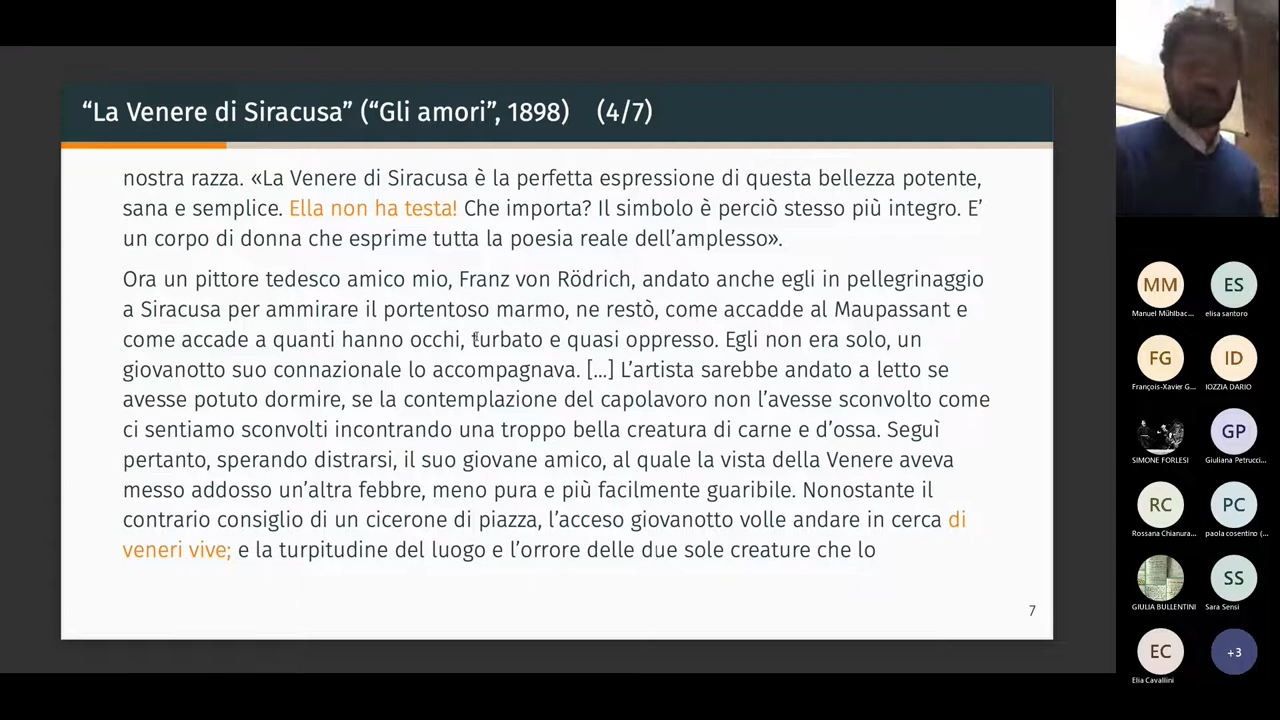 “La Venere di Siracusa” (“Gli amori”, 1898) (4/7)
nostra razza. «La Venere di Siracusa è la perfetta espressione di questa bellezza potente,
sana e semplice. Ella non ha testa! Che importa? Il simbolo è perciò stesso più integro. E’
un corpo di donna che esprime tutta la poesia reale dell’amplesso».
Ora un pittore tedesco amico mio, Franz von Rödrich, andato anche egli in pellegrinaggio
a Siracusa per ammirare il portentoso marmo, ne restò, come accadde al Maupassant e
come accade a quanti hanno occhi, turbato e quasi oppresso. Egli non era solo, un
giovanotto suo connazionale lo accompagnava. [...] L’artista sarebbe andato a letto se
avesse potuto dormire, se la contemplazione del capolavoro non l’avesse sconvolto come
ci sentiamo sconvolti incontrando una troppo bella creatura di carne e d’ossa. Seguì
pertanto, sperando distrarsi, il suo giovane amico, al quale la vista della Venere aveva
messo addosso un’altra febbre, meno pura e più facilmente guaribile. Nonostante il
contrario consiglio di un cicerone di piazza, l’acceso giovanotto volle andare in cerca di
veneri vive; e la turpitudine del luogo e l’orrore delle due sole creature che lo
7
MM ES
Manuel Mühlbac... elisa santoro
FG ID
François-Xavier G... IOZZIA DARIO
GP
SIMONE FORLESI Giuliana Petrucci...
RC PC
Rossana Chianura... paola cosentino (...
SS
GIULIA BULLENTINI Sara Sensi
EC +3
Elia Cavallini